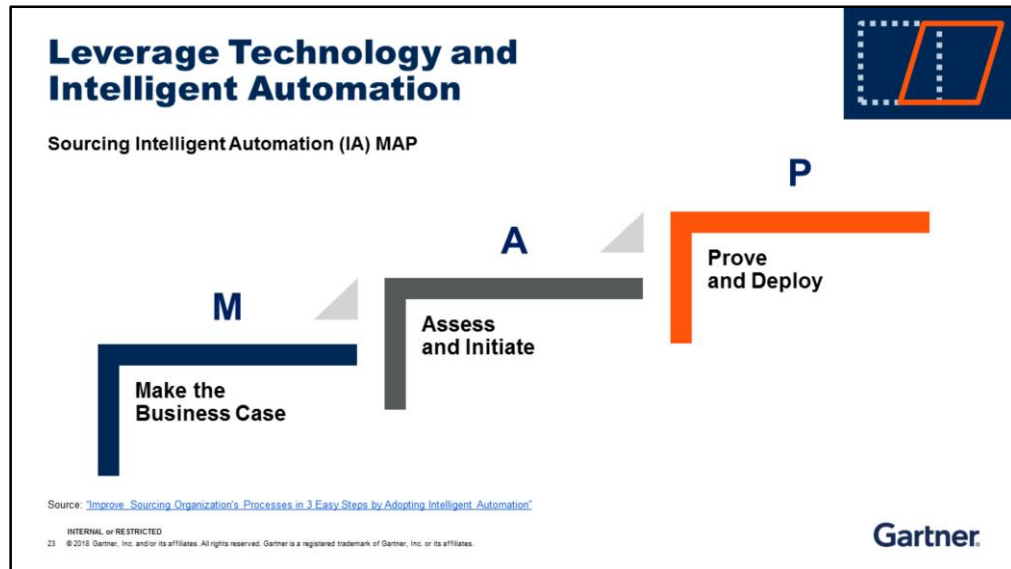 Leverage Technology and
Intelligent Automation
Sourcing Intelligent Automation (IA) MAP
M
Make the
Business Case
A
Assess
and Initiate
P
Prove
and Deploy
Source: "Improve Sourcing Organization's Processes in 3 Easy Steps by Adopting Intelligent Automation"
INTERNAL or RESTRICTED
23 © 2018 Gartner, Inc. and/or its affiliates. All rights reserved. Gartner is a registered trademark of Gartner, Inc. or its affiliates.
Gartner